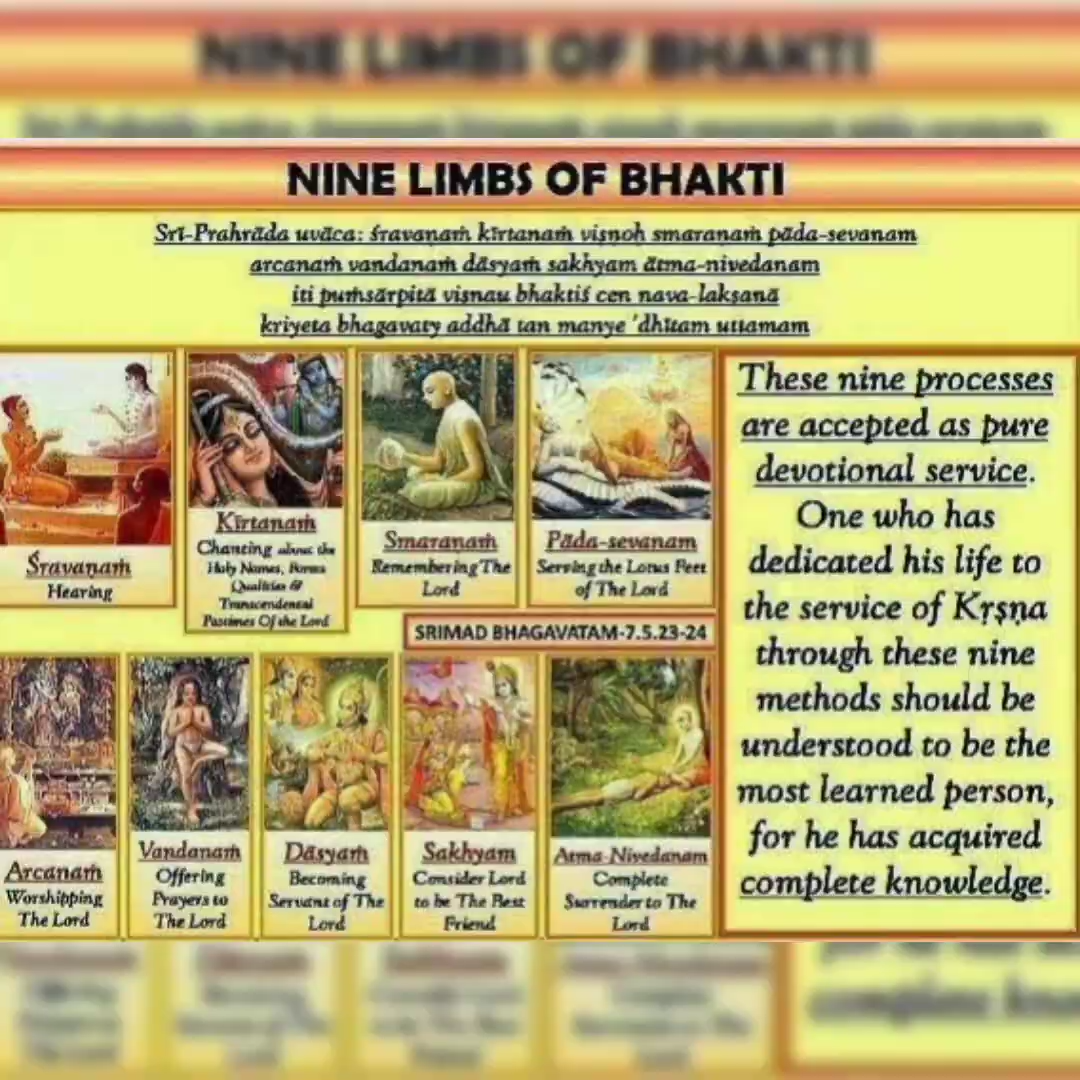 NINE LIMBS OF BHAKTI
NINE LIMBS OF BHAKTI
Śrī-Prahrāda uvāca: śravaṇaṁ kīrtanaṁ viṣṇoḥ smaraṇaṁ pāda-sevanam
arcanaṁ vandanaṁ dāsyaṁ sakhyam ātma-nivedanam
iti puṁsārpitā viṣṇau bhaktiś cen nava-lakṣaṇā
kriyeta bhagavaty addhā tan manye 'dhītam uttamam
Śravaṇaṁ
Hearing
Kīrtanaṁ
Chanting about the
Holy Names, Forms
Qualities &
Transcendental
Pastimes Of the Lord
Smaraṇaṁ
Remembering The
Lord
Pāda-sevanam
Serving the Lotus Feet
of The Lord
SRIMAD BHAGAVATAM-7.5.23-24
Arcanaṁ
Worshipping
The Lord
Vandanaṁ
Offering
Prayers to
The Lord
Dāsyaṁ
Becoming
Servant of The
Lord
Sakhyam
Consider Lord
to be The Best
Friend
Atma-Nivedanam
Complete
Surrender to The
Lord
These nine processes
are accepted as pure
devotional service.
One who has
dedicated his life to
the service of Kṛṣṇa
through these nine
methods should be
understood to be the
most learned person,
for he has acquired
complete knowledge.